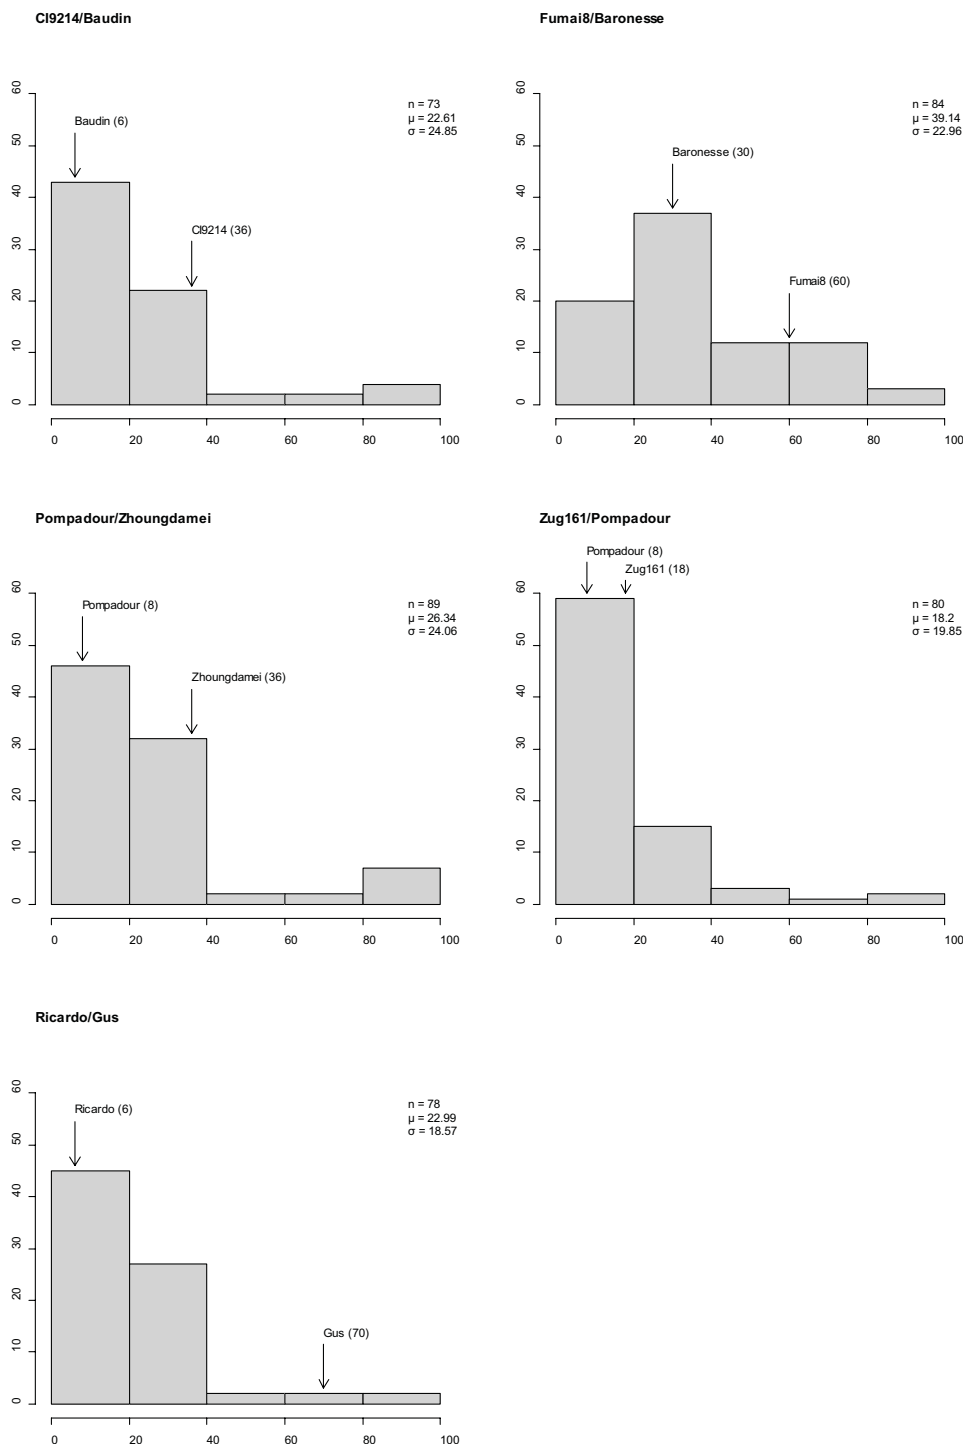 CI9214/Baudin
n = 73
µ = 22.61
σ = 24.85
Baudin (6)
CI9214 (36)
0 10 20 30 40 50 60
0 20 40 60 80 100
Fumai8/Baronesse
n = 84
µ = 39.14
σ = 22.96
Baronesse (30)
Fumai8 (60)
0 10 20 30 40 50 60
0 20 40 60 80 100
Pompadour/Zhoungdamei
n = 89
µ = 26.34
σ = 24.06
Pompadour (8)
Zhoungdamei (36)
0 10 20 30 40 50 60
0 20 40 60 80 100
Zug161/Pompadour
Pompadour (8)
Zug161 (18)
n = 80
µ = 18.2
σ = 19.85
0 10 20 30 40 50 60
0 20 40 60 80 100
Ricardo/Gus
n = 78
µ = 22.99
σ = 18.57
Ricardo (6)
Gus (70)
0 10 20 30 40 50 60
0 20 40 60 80 100